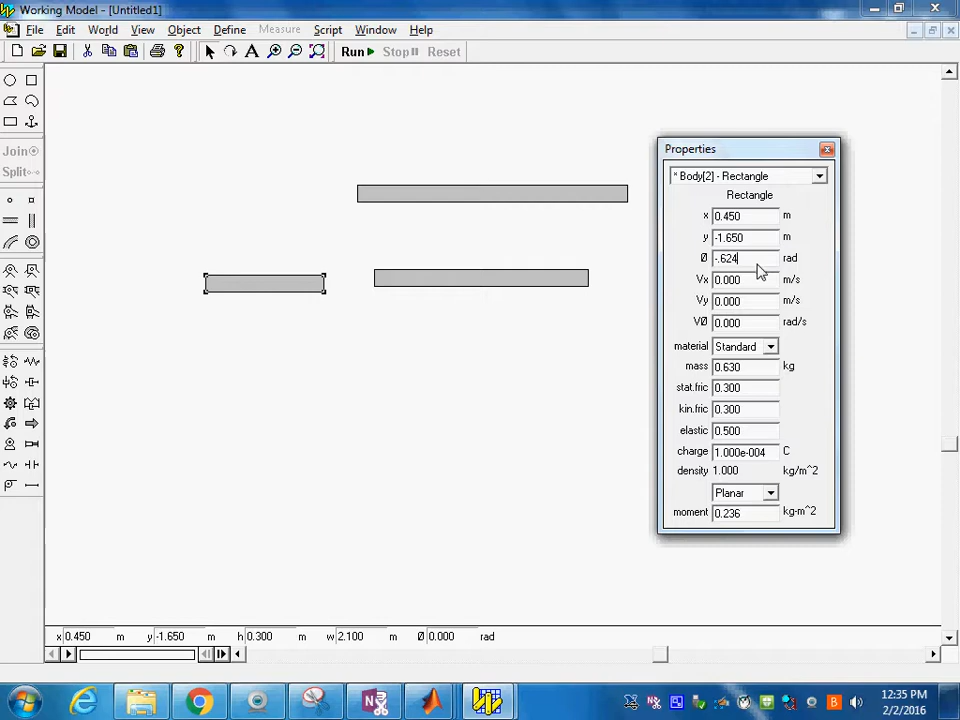 Working Model - [Untitled1]
File Edit World View Object Define Measure Script Window Help
A ? Run Stop Reset
Join
Split
Properties
* Body[2] - Rectangle
Rectangle
x 0.450 m
y -1.650 m
Ø -.624 rad
Vx 0.000 m/s
Vy 0.000 m/s
VØ 0.000 rad/s
material Standard
mass 0.630 kg
stat.fric 0.300
kin.fric 0.300
elastic 0.500
charge 1.000e-004 C
density 1.000 kg/m^2
Planar
moment 0.236 kg-m^2
x 0.450 m y -1.650 m h 0.300 m w 2.100 m Ø 0.000 rad
12:35 PM
2/2/2016